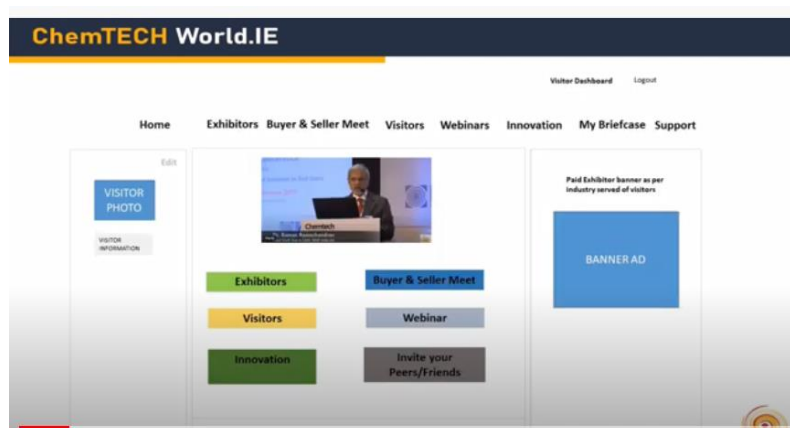 ChemTECH World.IE
Visitor Dashboard Logout
Home Exhibitors Buyer & Seller Meet Visitors Webinars Innovation My Briefcase Support
Edit
VISITOR
PHOTO
VISITOR
INFORMATION
Chemtech
Paid Exhibitor banner as per
industry served of visitors
BANNER AD
Exhibitors
Buyer & Seller Meet
Visitors
Webinar
Innovation
Invite your
Peers/Friends